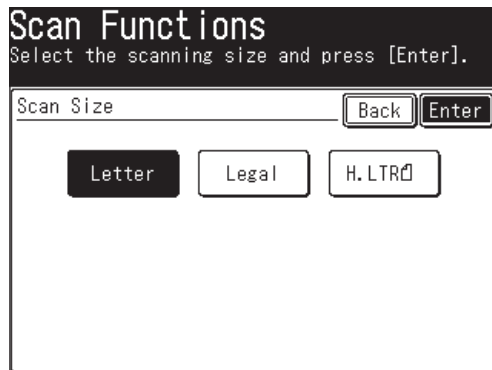 Scan Functions
Select the scanning size and press [Enter].
Scan Size
Back Enter
Letter Legal H.LTR